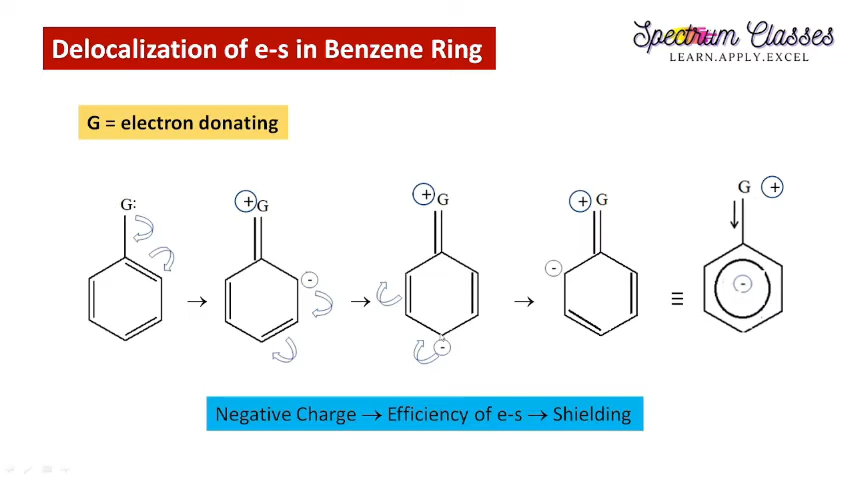 Delocalization of e-s in Benzene Ring
Spectrum Classes
LEARN.APPLY.EXCEL
G = electron donating
G:
+
G
-
→
+
G
-
→
+
G
-
→
≡
G
+
-
Negative Charge → Efficiency of e-s → Shielding